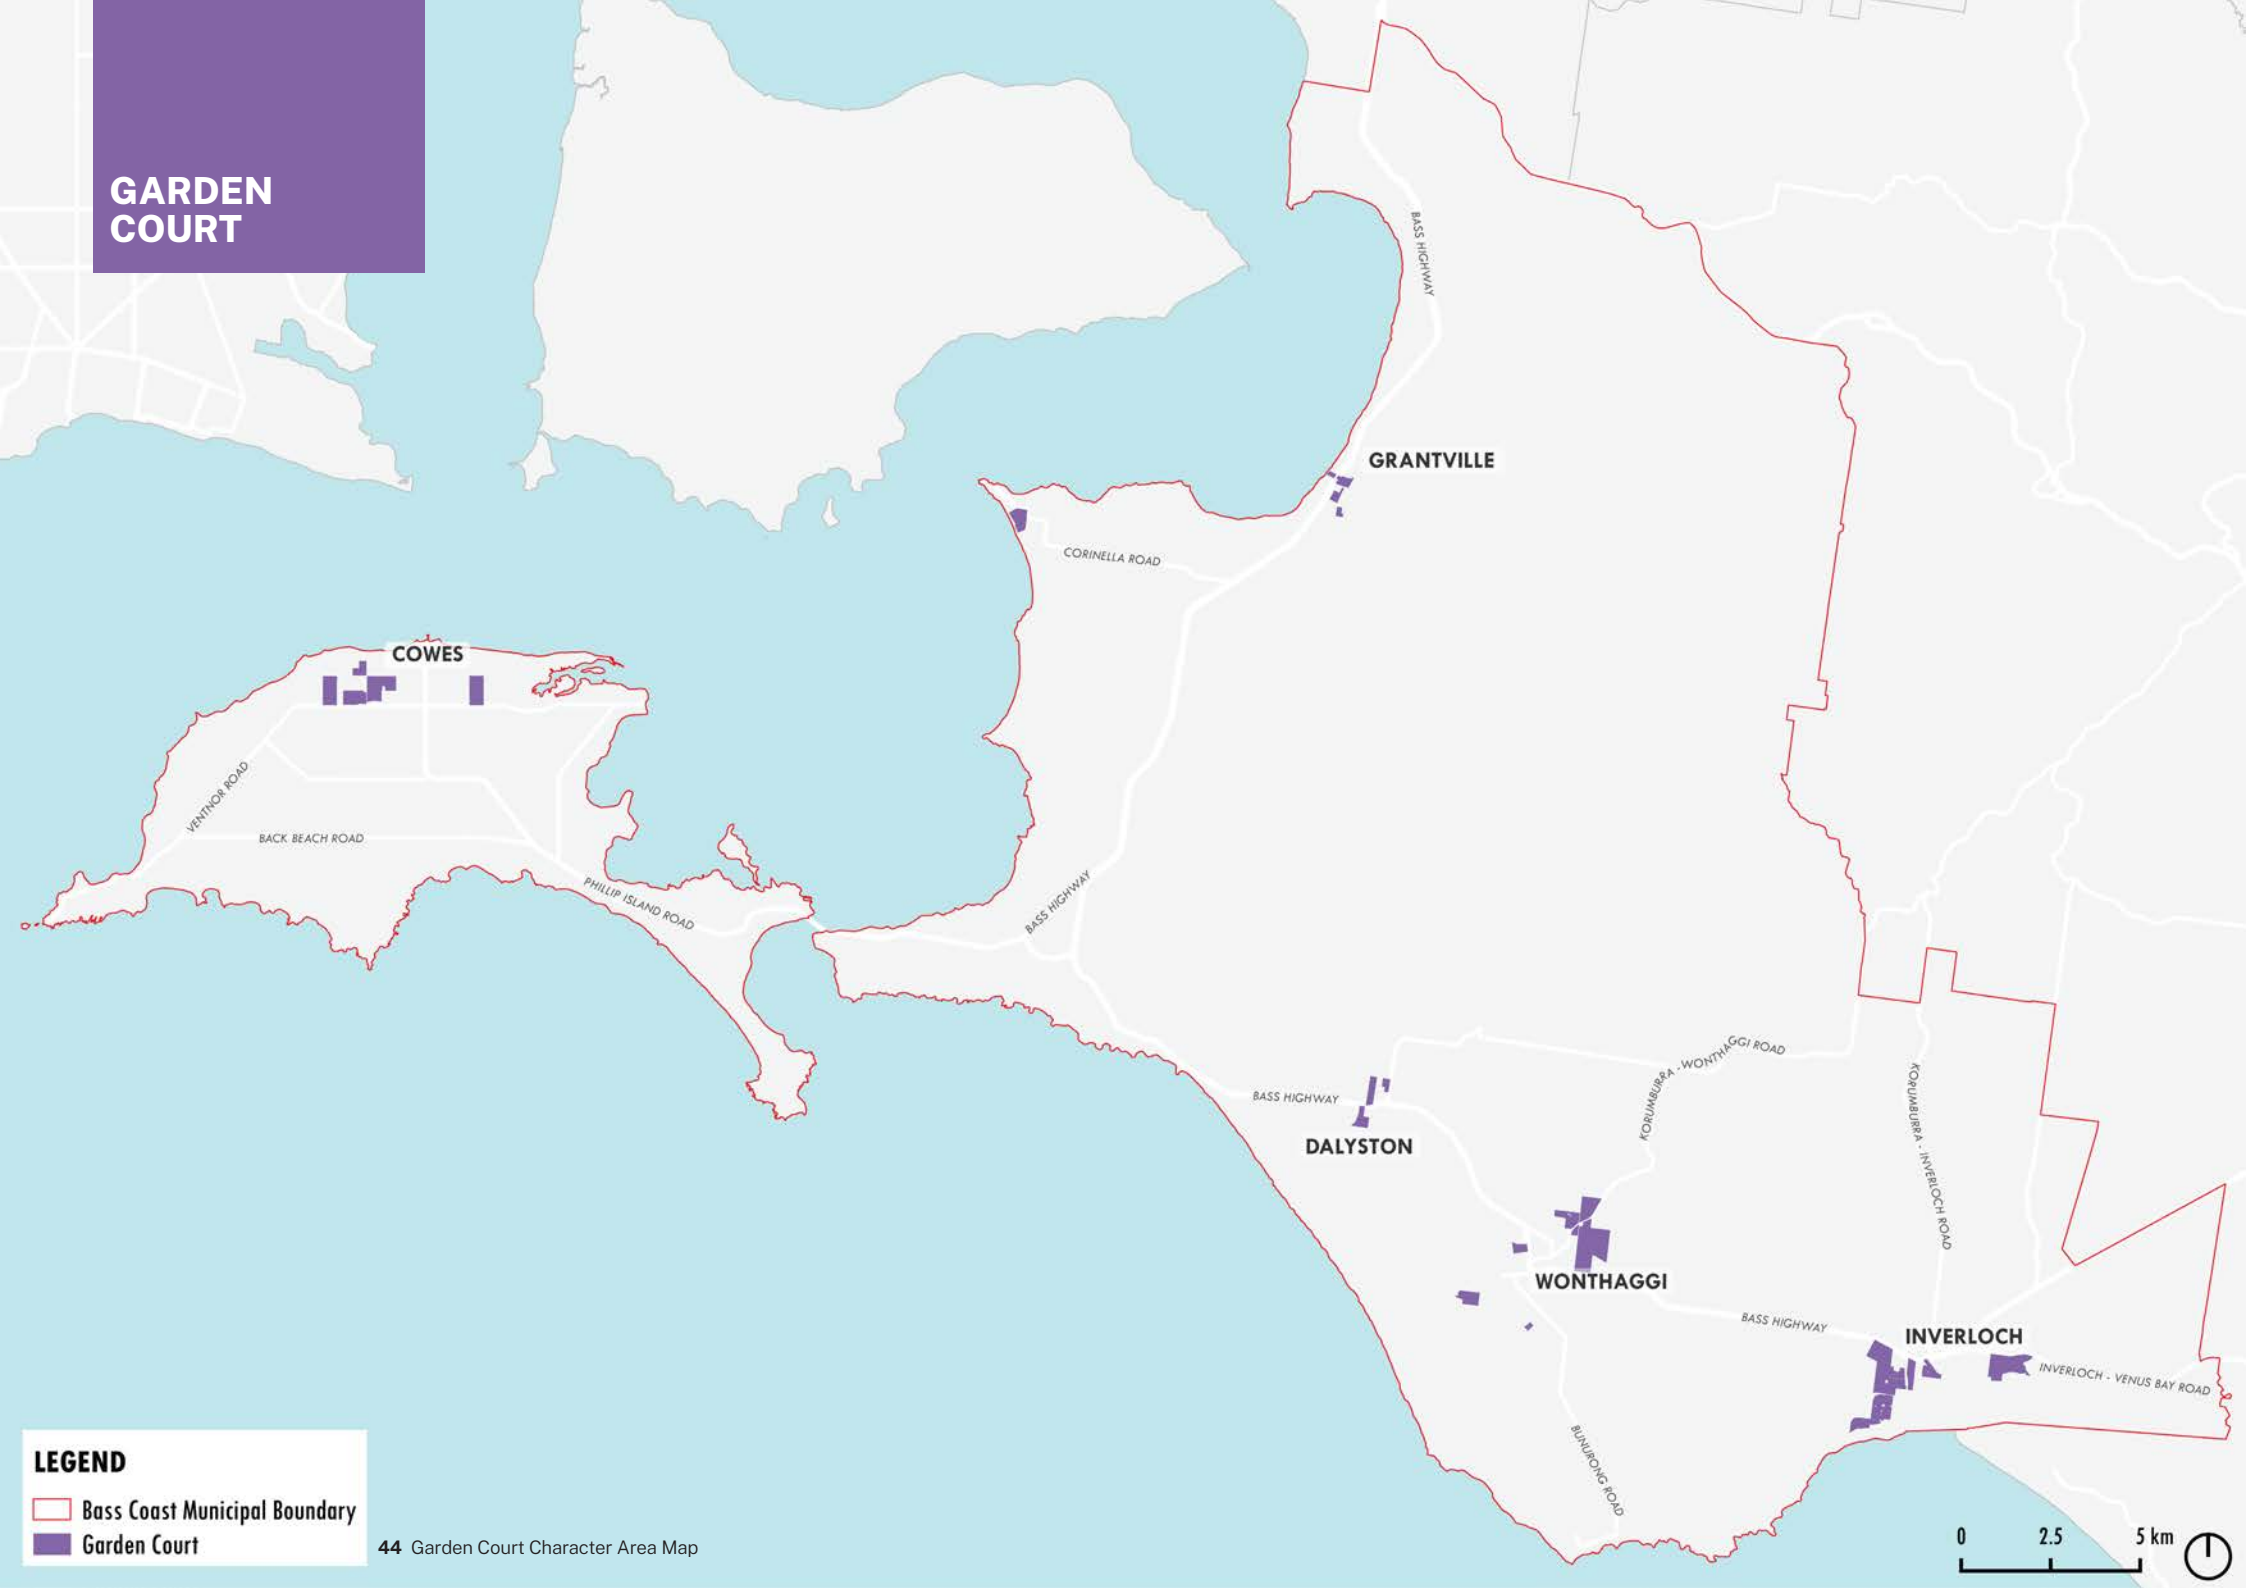 GARDEN
COURT
BASS HIGHWAY
GRANTVILLE
CORINELLA ROAD
COWES
VENTNOR ROAD
BACK BEACH ROAD
PHILLIP ISLAND ROAD
BASS HIGHWAY
KORUMBURRA - WONTHAGGI ROAD
BASS HIGHWAY
DALYSTON
KORUMBURRA - INVERLOCH ROAD
WONTHAGGI
BASS HIGHWAY
INVERLOCH
INVERLOCH - VENUS BAY ROAD
BUNURONG ROAD
LEGEND
Bass Coast Municipal Boundary
Garden Court
44 Garden Court Character Area Map
0 2.5 5 km